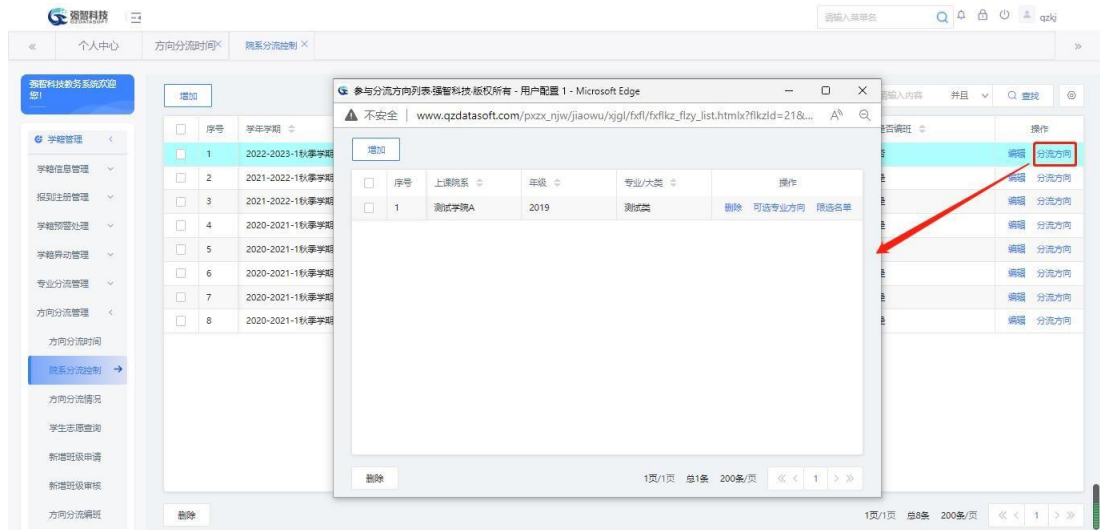 强智科技
QZDATASOFT
请输入菜单名
qzkj
个人中心
方向分流时间×
院系分流控制 ×
强智科技教务系统欢迎您!
学籍管理
学籍信息管理
报到注册管理
学籍预警处理
学籍异动管理
专业分流管理
方向分流管理
方向分流时间
院系分流控制
方向分流情况
学生志愿查询
新增班级申请
新增班级审核
方向分流编班
增加
请输入内容 并且 查找
序号 学年学期 是否编班 操作
1 2022-2023-1秋季学期 否 编辑 分流方向
2 2021-2022-1秋季学期 编辑 分流方向
3 2021-2022-1秋季学期 编辑 分流方向
4 2020-2021-1秋季学期 编辑 分流方向
5 2020-2021-1秋季学期 编辑 分流方向
6 2020-2021-1秋季学期 编辑 分流方向
7 2020-2021-1秋季学期 编辑 分流方向
8 2020-2021-1秋季学期 编辑 分流方向
参与分流方向列表-强智科技-版权所有 - 用户配置 1 - Microsoft Edge
不安全 | www.qzdatasoft.com/pxzx_njw/jiaowu/xjgl/fxfl/fxflkz_flzy_list.htmlx?flkzId=21&...
增加
序号 上课院系 年级 专业/大类 操作
1 测试学院A 2019 测试类 删除 可选专业方向 限选名单
删除 1页/1页 总1条 200条/页 1
删除 1页/1页 总8条 200条/页 1